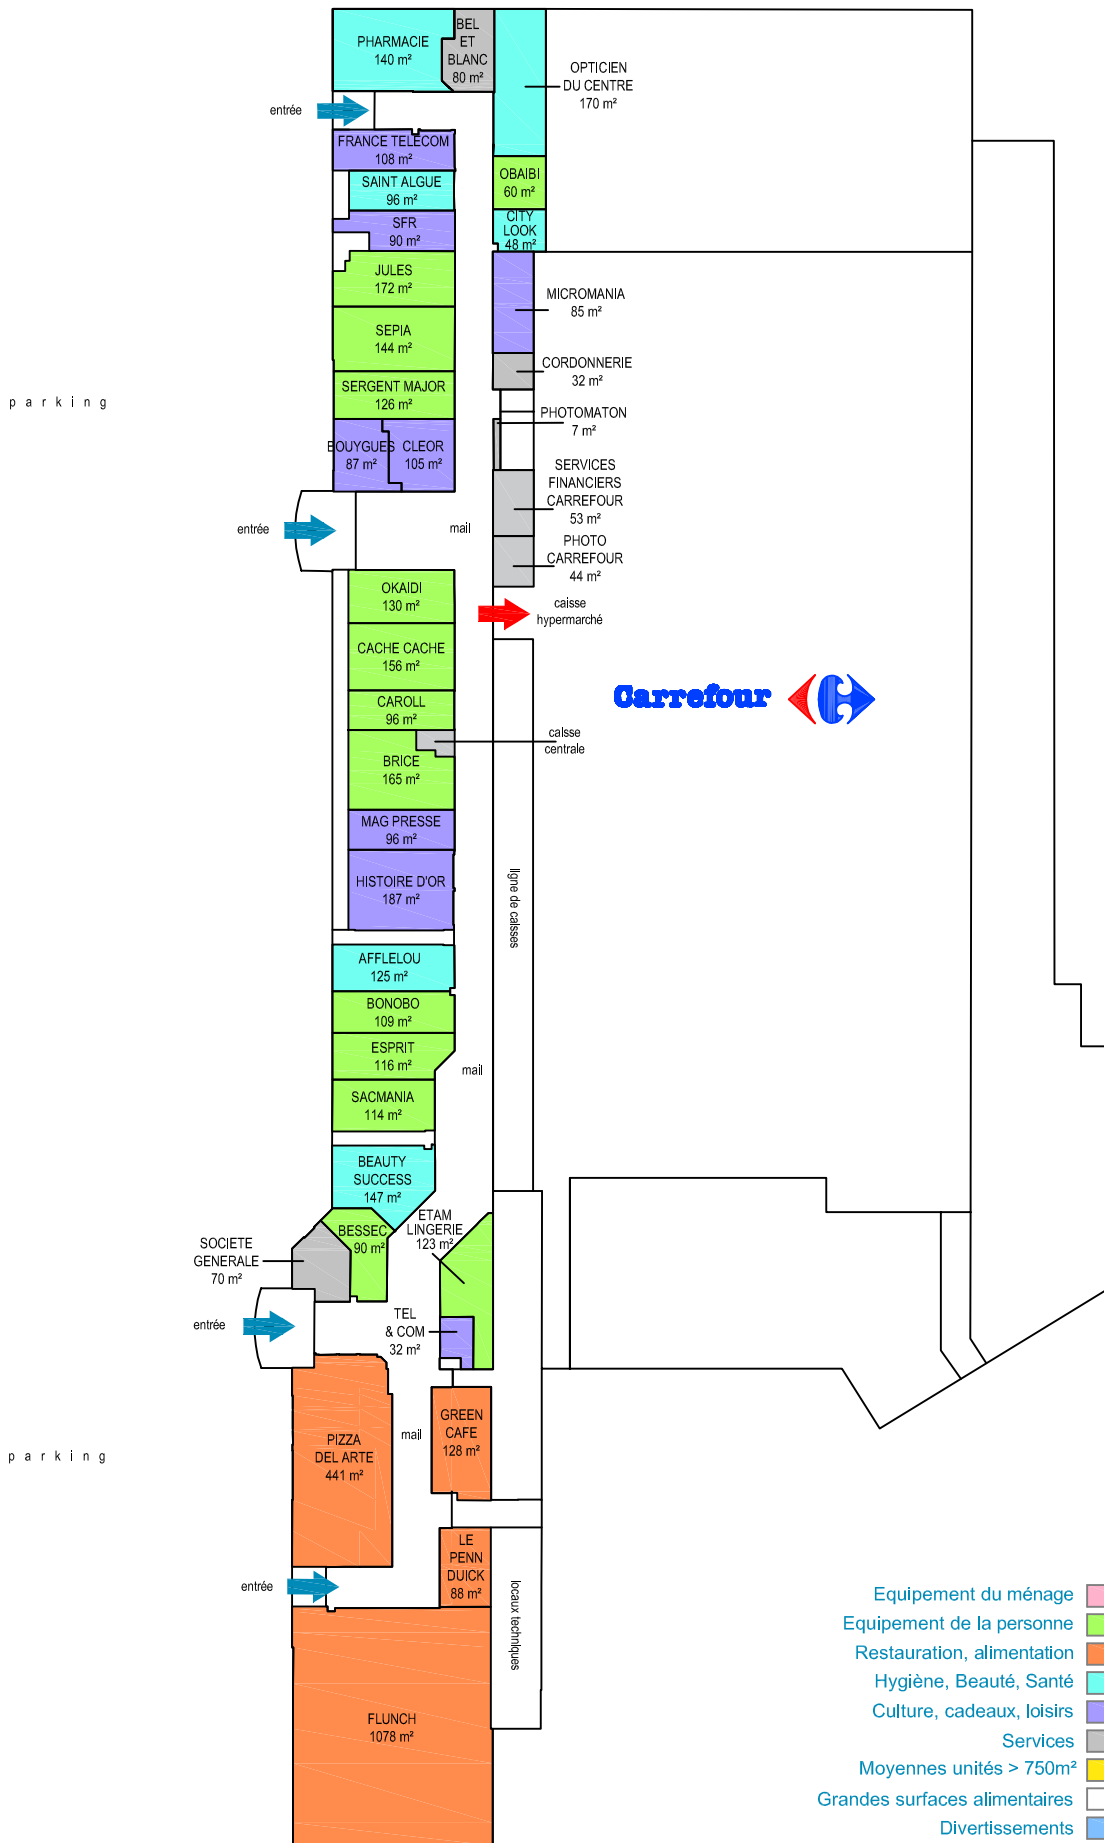 PHARMACIE
140 m²
BEL
ET
BLANC
80 m²
OPTICIEN
DU CENTRE
170 m²
entrée
FRANCE TELECOM
108 m²
SAINT ALGUE
96 m²
OBAIBI
60 m²
SFR
90 m²
CITY
LOOK
48 m²
JULES
172 m²
MICROMANIA
85 m²
SEPIA
144 m²
CORDONNERIE
32 m²
SERGENT MAJOR
126 m²
parking
PHOTOMATON
7 m²
BOUYGUES
87 m²
CLEOR
105 m²
SERVICES
FINANCIERS
CARREFOUR
53 m²
entrée
mail
PHOTO
CARREFOUR
44 m²
OKAIDI
130 m²
caisse
hypermarché
CACHE CACHE
156 m²
CAROLL
96 m²
Carrefour
caisse
centrale
BRICE
165 m²
MAG PRESSE
96 m²
HISTOIRE D'OR
187 m²
ligne de caisses
AFFLELOU
125 m²
BONOBO
109 m²
ESPRIT
116 m²
mail
SACMANIA
114 m²
BEAUTY
SUCCESS
147 m²
ETAM
LINGERIE
123 m²
BESSEC
90 m²
SOCIETE
GENERALE
70 m²
entrée
TEL
& COM
32 m²
PIZZA
DEL ARTE
441 m²
mail
GREEN
CAFE
128 m²
parking
LE
PENN
DUICK
88 m²
entrée
locaux techniques
FLUNCH
1078 m²
Equipement du ménage
Equipement de la personne
Restauration, alimentation
Hygiène, Beauté, Santé
Culture, cadeaux, loisirs
Services
Moyennes unités > 750m²
Grandes surfaces alimentaires
Divertissements